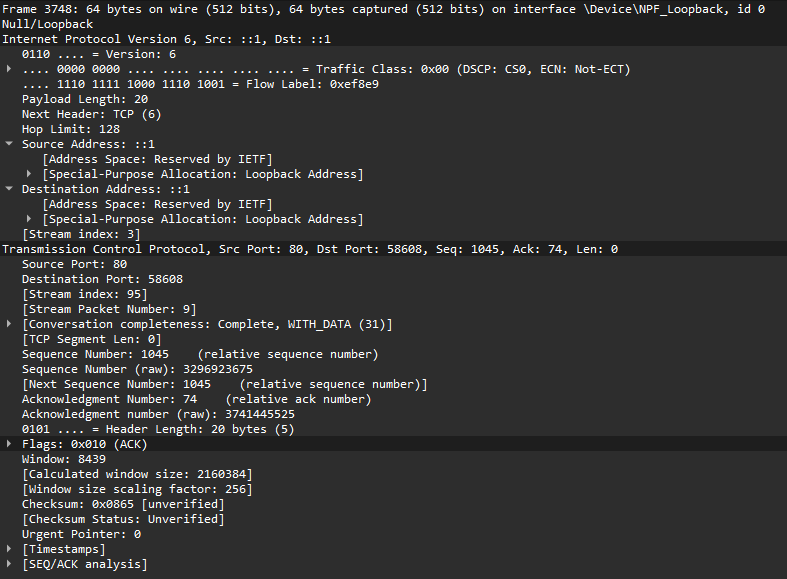 Frame 3748: 64 bytes on wire (512 bits), 64 bytes captured (512 bits) on interface \Device\NPF_Loopback, id 0
Null/Loopback
Internet Protocol Version 6, Src: ::1, Dst: ::1
0110 .... = Version: 6
.... 0000 0000 .... .... .... .... .... = Traffic Class: 0x00 (DSCP: CS0, ECN: Not-ECT)
.... 1110 1111 1000 1110 1001 = Flow Label: 0xef8e9
Payload Length: 20
Next Header: TCP (6)
Hop Limit: 128
Source Address: ::1
[Address Space: Reserved by IETF]
[Special-Purpose Allocation: Loopback Address]
Destination Address: ::1
[Address Space: Reserved by IETF]
[Special-Purpose Allocation: Loopback Address]
[Stream index: 3]
Transmission Control Protocol, Src Port: 80, Dst Port: 58608, Seq: 1045, Ack: 74, Len: 0
Source Port: 80
Destination Port: 58608
[Stream index: 95]
[Stream Packet Number: 9]
[Conversation completeness: Complete, WITH_DATA (31)]
[TCP Segment Len: 0]
Sequence Number: 1045    (relative sequence number)
Sequence Number (raw): 3296923675
[Next Sequence Number: 1045    (relative sequence number)]
Acknowledgment Number: 74    (relative ack number)
Acknowledgment number (raw): 3741445525
0101 .... = Header Length: 20 bytes (5)
Flags: 0x010 (ACK)
Window: 8439
[Calculated window size: 2160384]
[Window size scaling factor: 256]
Checksum: 0x0865 [unverified]
[Checksum Status: Unverified]
Urgent Pointer: 0
[Timestamps]
[SEQ/ACK analysis]